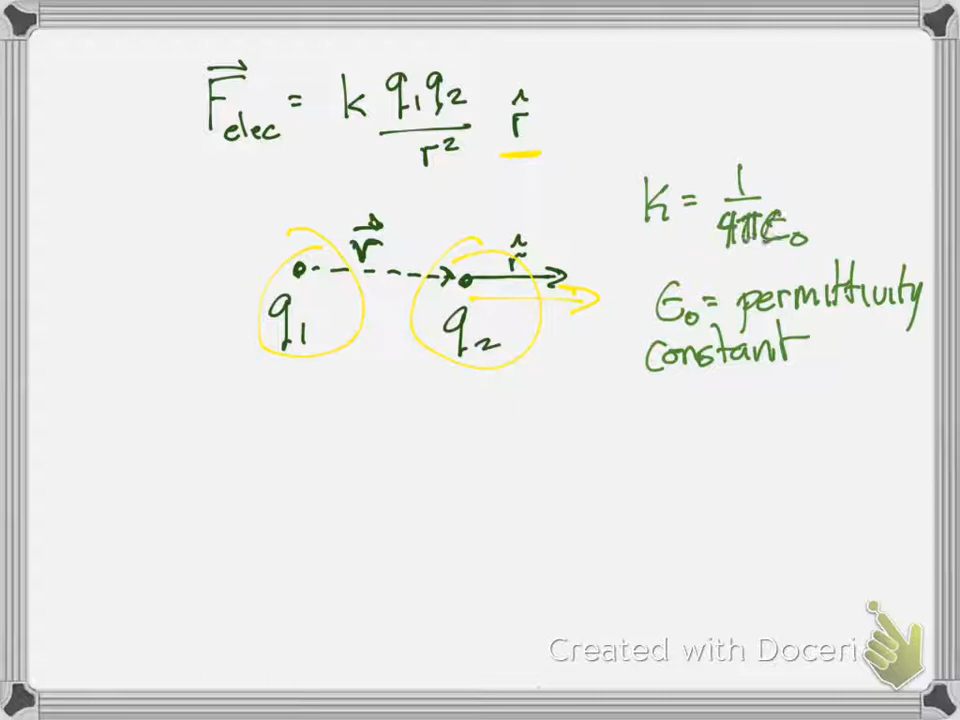 F⃗elec = k q₁q₂ / r² r̂
k = 1 / 4πϵ₀
r⃗ r̂
q₁ q₂
ϵ₀ = permittivity
constant
Created with Doceri